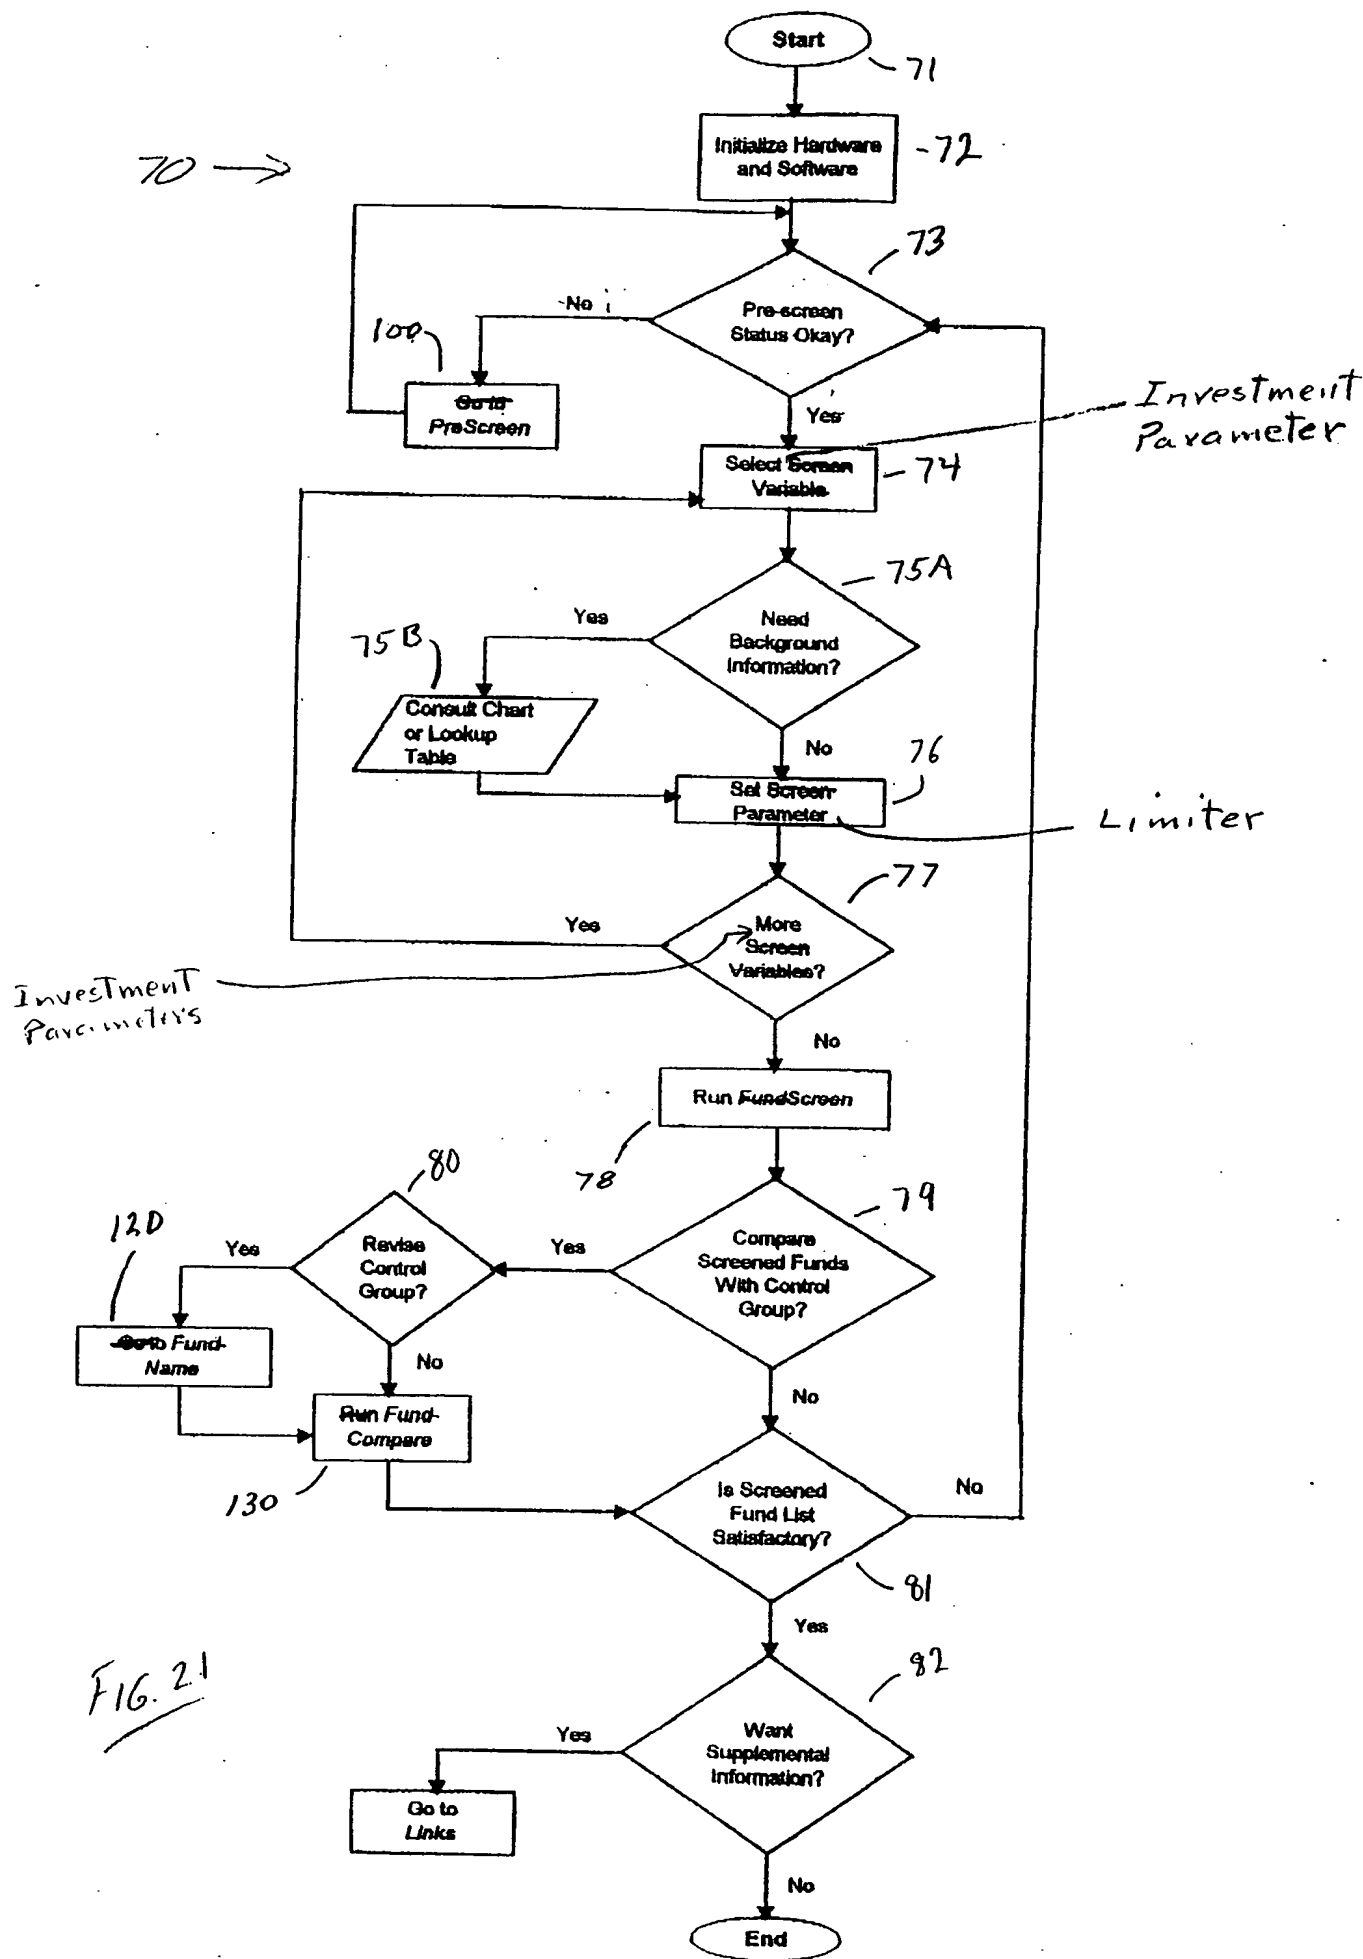 Start
71
Initialize Hardware
and Software
72
70
73
Pre-screen
Status Okay?
No
100
Go to
PreScreen
Yes
Investment
Parameter
Select Screen
Variable
74
75A
Need
Background
Information?
Yes
75B
Consult Chart
or Lookup
Table
No
76
Set Screen
Parameter
Limiter
77
More
Screen
Variables?
Yes
Investment
Parameters
No
Run FundScreen
78
79
Compare
Screened Funds
With Control
Group?
Yes
80
Revise
Control
Group?
Yes
120
Go to Fund-
Name
No
Run Fund-
Compare
130
No
Is Screened
Fund List
Satisfactory?
No
81
Yes
82
Want
Supplemental
Information?
Yes
Go to
Links
No
End
FIG. 21